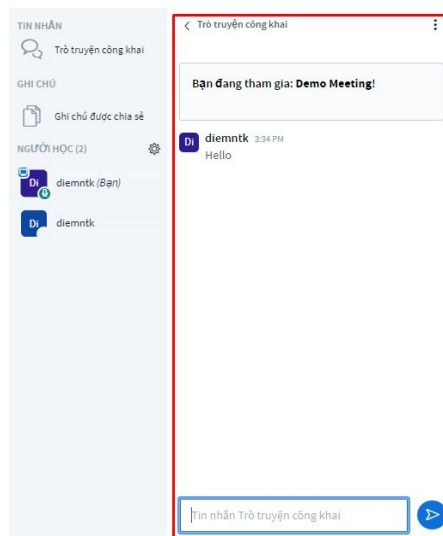 TIN NHẮN
Trò truyện công khai
GHI CHÚ
Ghi chú được chia sẻ
NGƯỜI HỌC (2)
Di diemntk (Bạn)
Di diemntk
Trò truyện công khai
Bạn đang tham gia: Demo Meeting!
Di diemntk 3:34 PM
Hello
Tin nhắn Trò truyện công khai